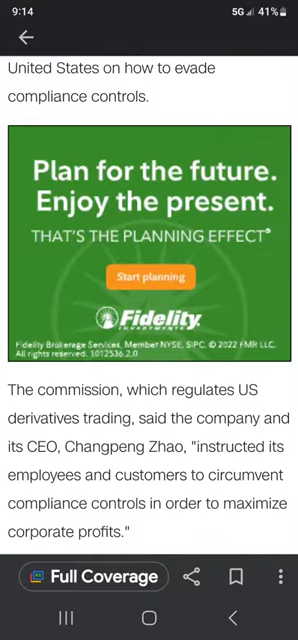 9:14
5G 41%
United States on how to evade
compliance controls.
Plan for the future.
Enjoy the present.
THAT'S THE PLANNING EFFECT®
Start planning
Fidelity
INVESTMENTS
Fidelity Brokerage Services, Member NYSE, SIPC. © 2022 FMR LLC.
All rights reserved. 1012536.2.0
The commission, which regulates US
derivatives trading, said the company and
its CEO, Changpeng Zhao, "instructed its
employees and customers to circumvent
compliance controls in order to maximize
corporate profits."
Full Coverage